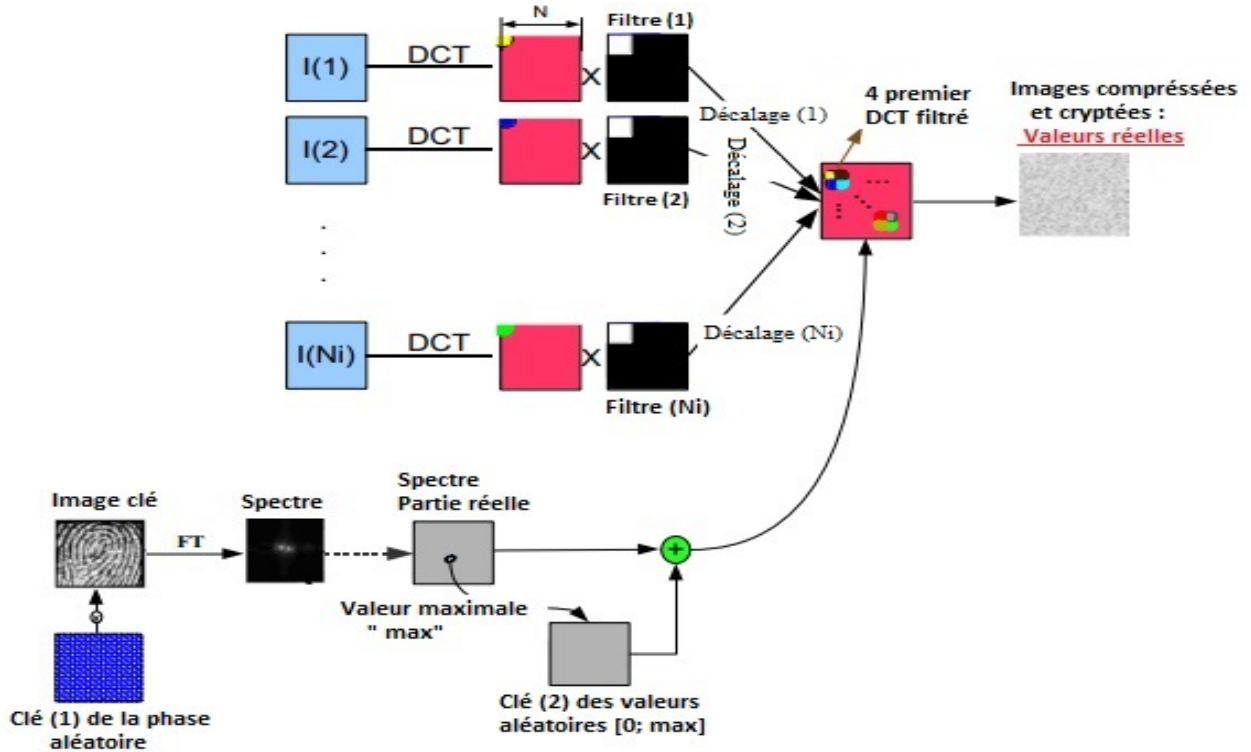 N
Filtre (1)
I(1)
DCT
X
Décalage (1)
4 premier
DCT filtré
Images compréssées
et cryptées :
Valeurs réelles
I(2)
DCT
X
Filtre (2)
Décalage (2)
I(Ni)
DCT
X
Filtre (Ni)
Décalage (Ni)
Image clé
FT
Spectre
Spectre
Partie réelle
+
Valeur maximale
" max"
Clé (1) de la phase
aléatoire
Clé (2) des valeurs
aléatoires [0; max]